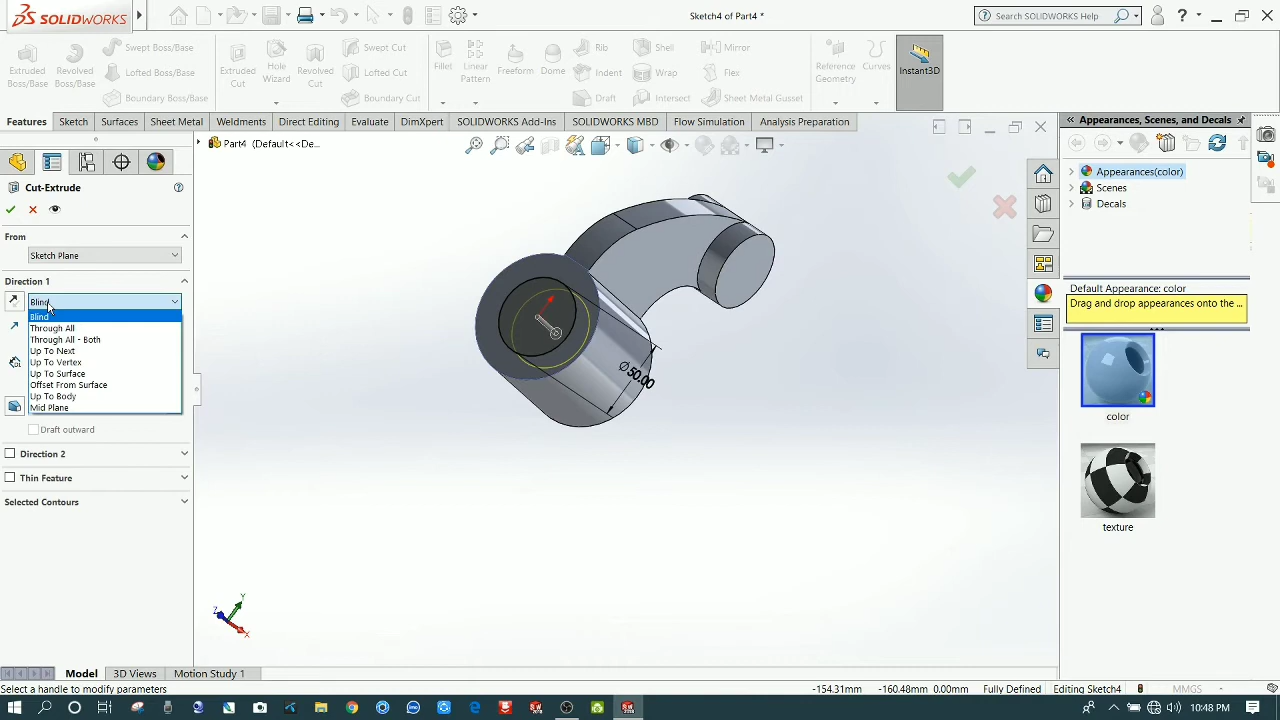 SOLIDWORKS
Sketch4 of Part4 *
Search SOLIDWORKS Help
?
Extruded Boss/Base
Revolved Boss/Base
Swept Boss/Base
Lofted Boss/Base
Boundary Boss/Base
Extruded Cut
Hole Wizard
Revolved Cut
Swept Cut
Lofted Cut
Boundary Cut
Fillet
Linear Pattern
Freeform
Dome
Rib
Indent
Draft
Shell
Wrap
Intersect
Mirror
Flex
Sheet Metal Gusset
Reference Geometry
Curves
Instant3D
Features
Sketch
Surfaces
Sheet Metal
Weldments
Direct Editing
Evaluate
DimXpert
SOLIDWORKS Add-Ins
SOLIDWORKS MBD
Flow Simulation
Analysis Preparation
Part4 (Default<<De...
Cut-Extrude
From
Sketch Plane
Direction 1
Blind
Blind
Through All
Through All - Both
Up To Next
Up To Vertex
Up To Surface
Offset From Surface
Up To Body
Mid Plane
Draft outward
Direction 2
Thin Feature
Selected Contours
Ø50.00
Y
Z
X
Appearances, Scenes, and Decals
Appearances(color)
Scenes
Decals
Default Appearance: color
Drag and drop appearances onto the ...
color
texture
Model
3D Views
Motion Study 1
Select a handle to modify parameters
-154.31mm
-160.48mm 0.00mm
Fully Defined
Editing Sketch4
MMGS
10:48 PM